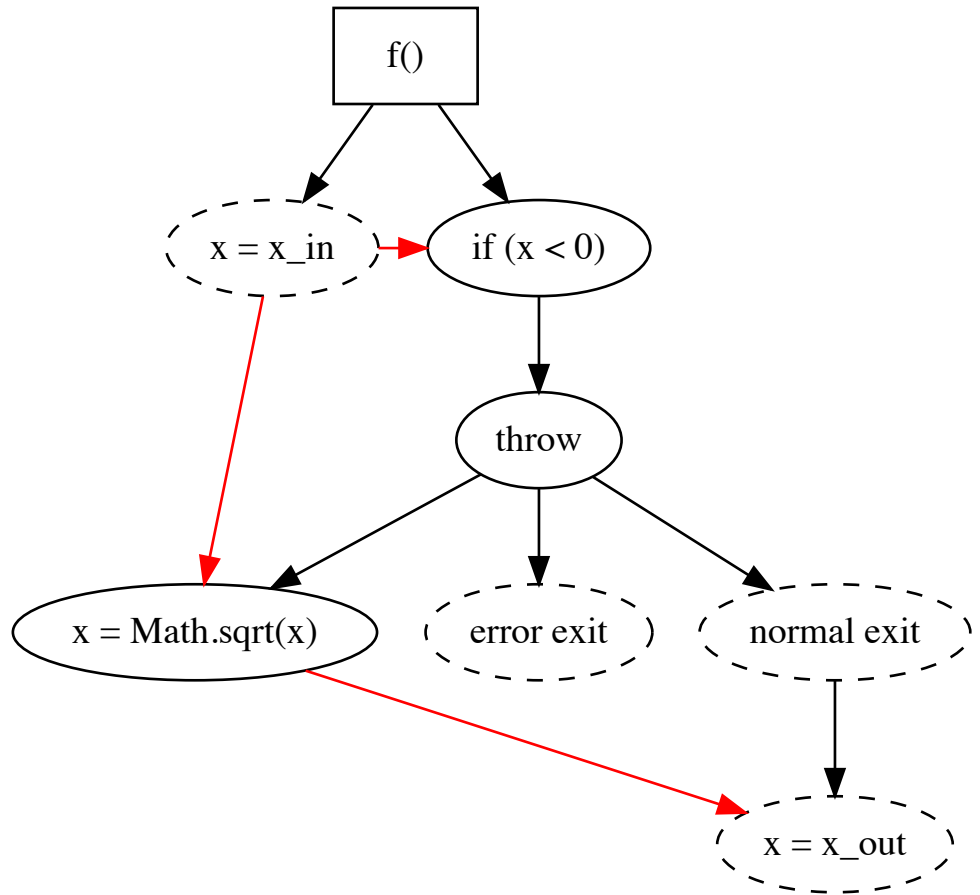 f()
x = x_in
if (x < 0)
throw
x = Math.sqrt(x)
error exit
normal exit
x = x_out